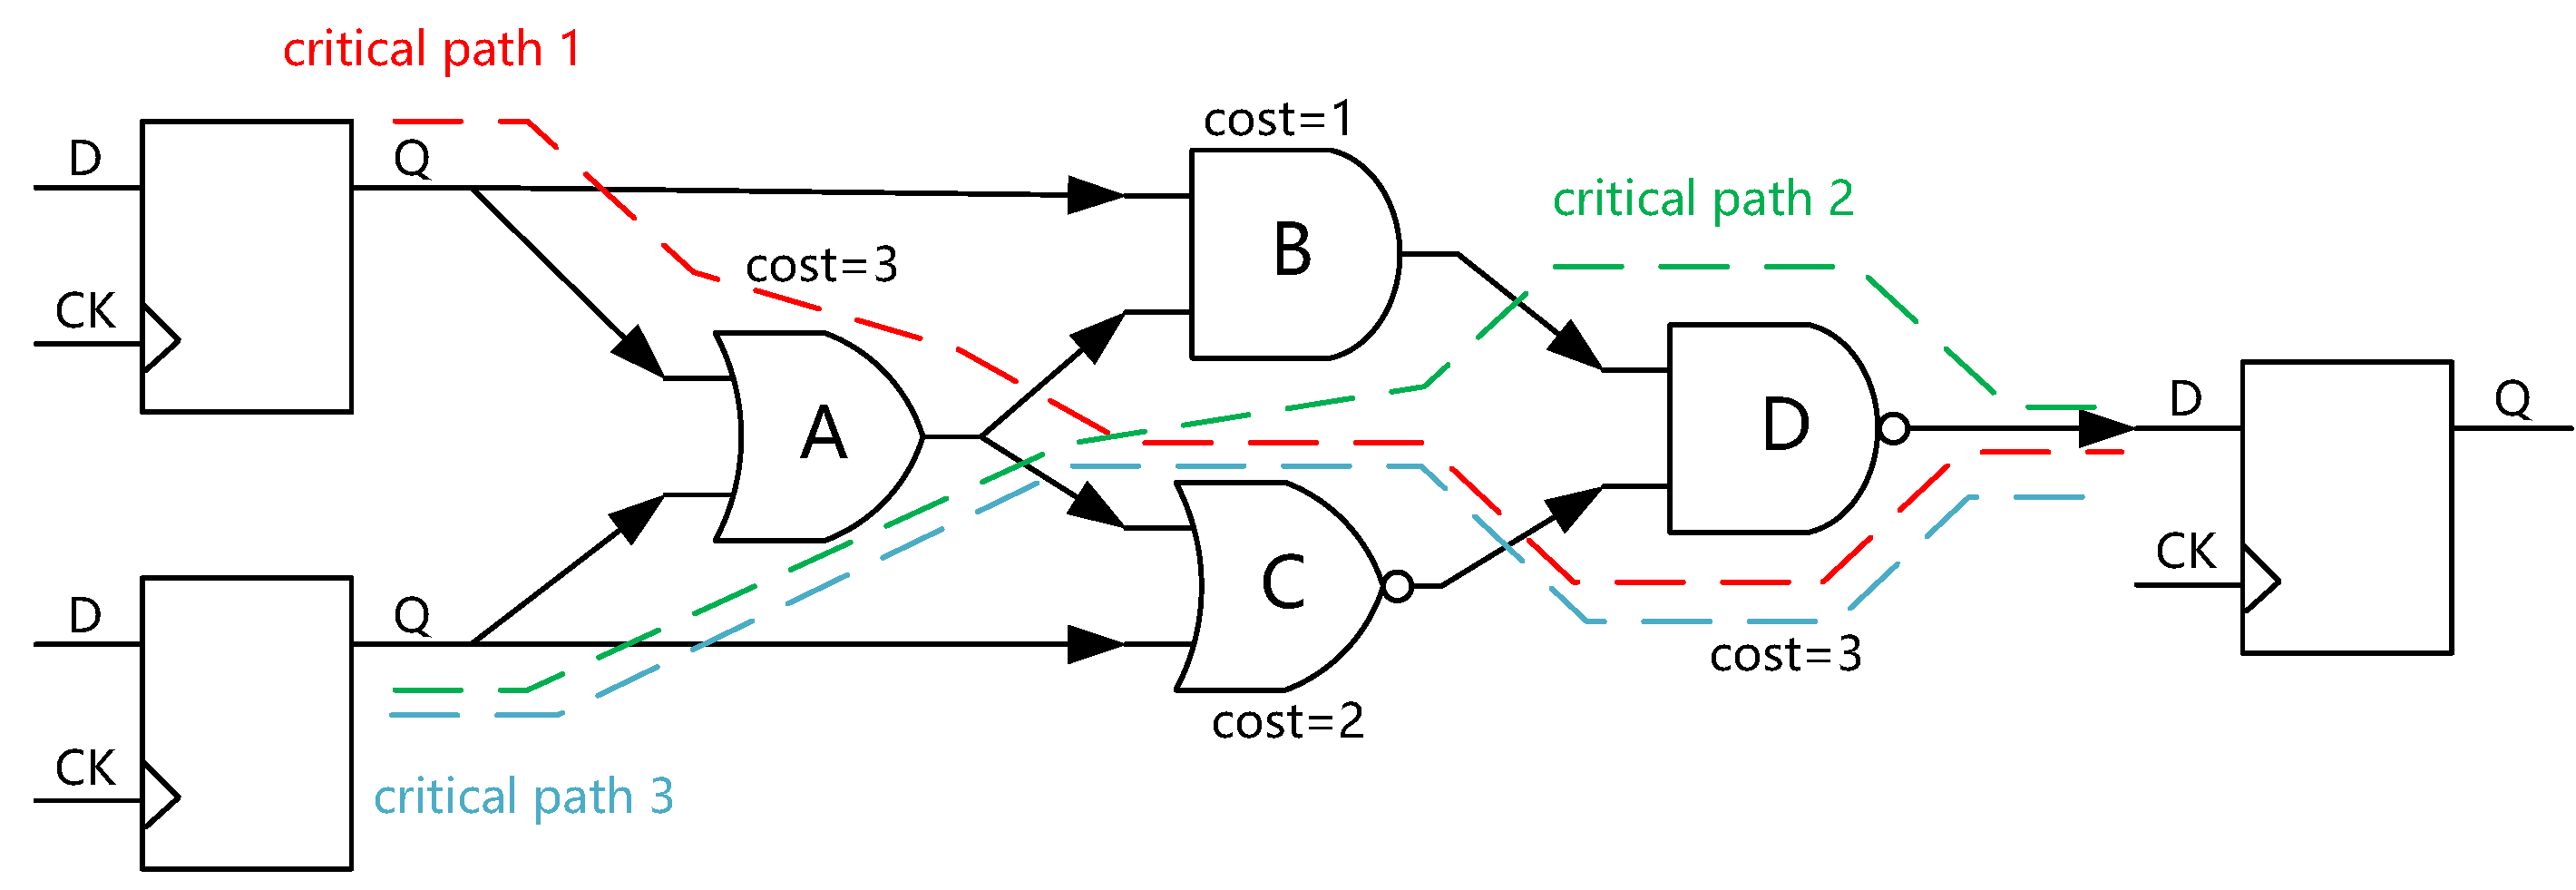 critical path 1
D
Q
CK
cost=3
cost=1
B
critical path 2
A
D
D
Q
CK
C
cost=3
cost=2
D
Q
CK
critical path 3